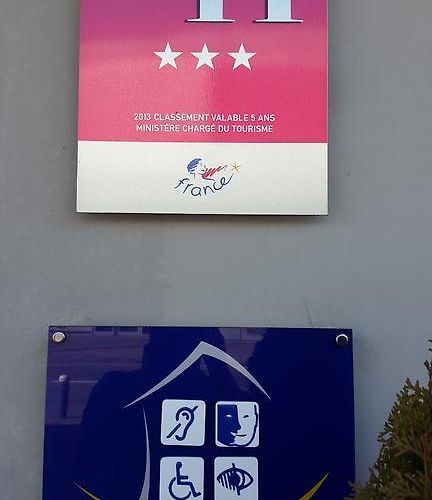 2013 CLASSEMENT VALABLE 5 ANS
MINISTÈRE CHARGÉ DU TOURISME
france